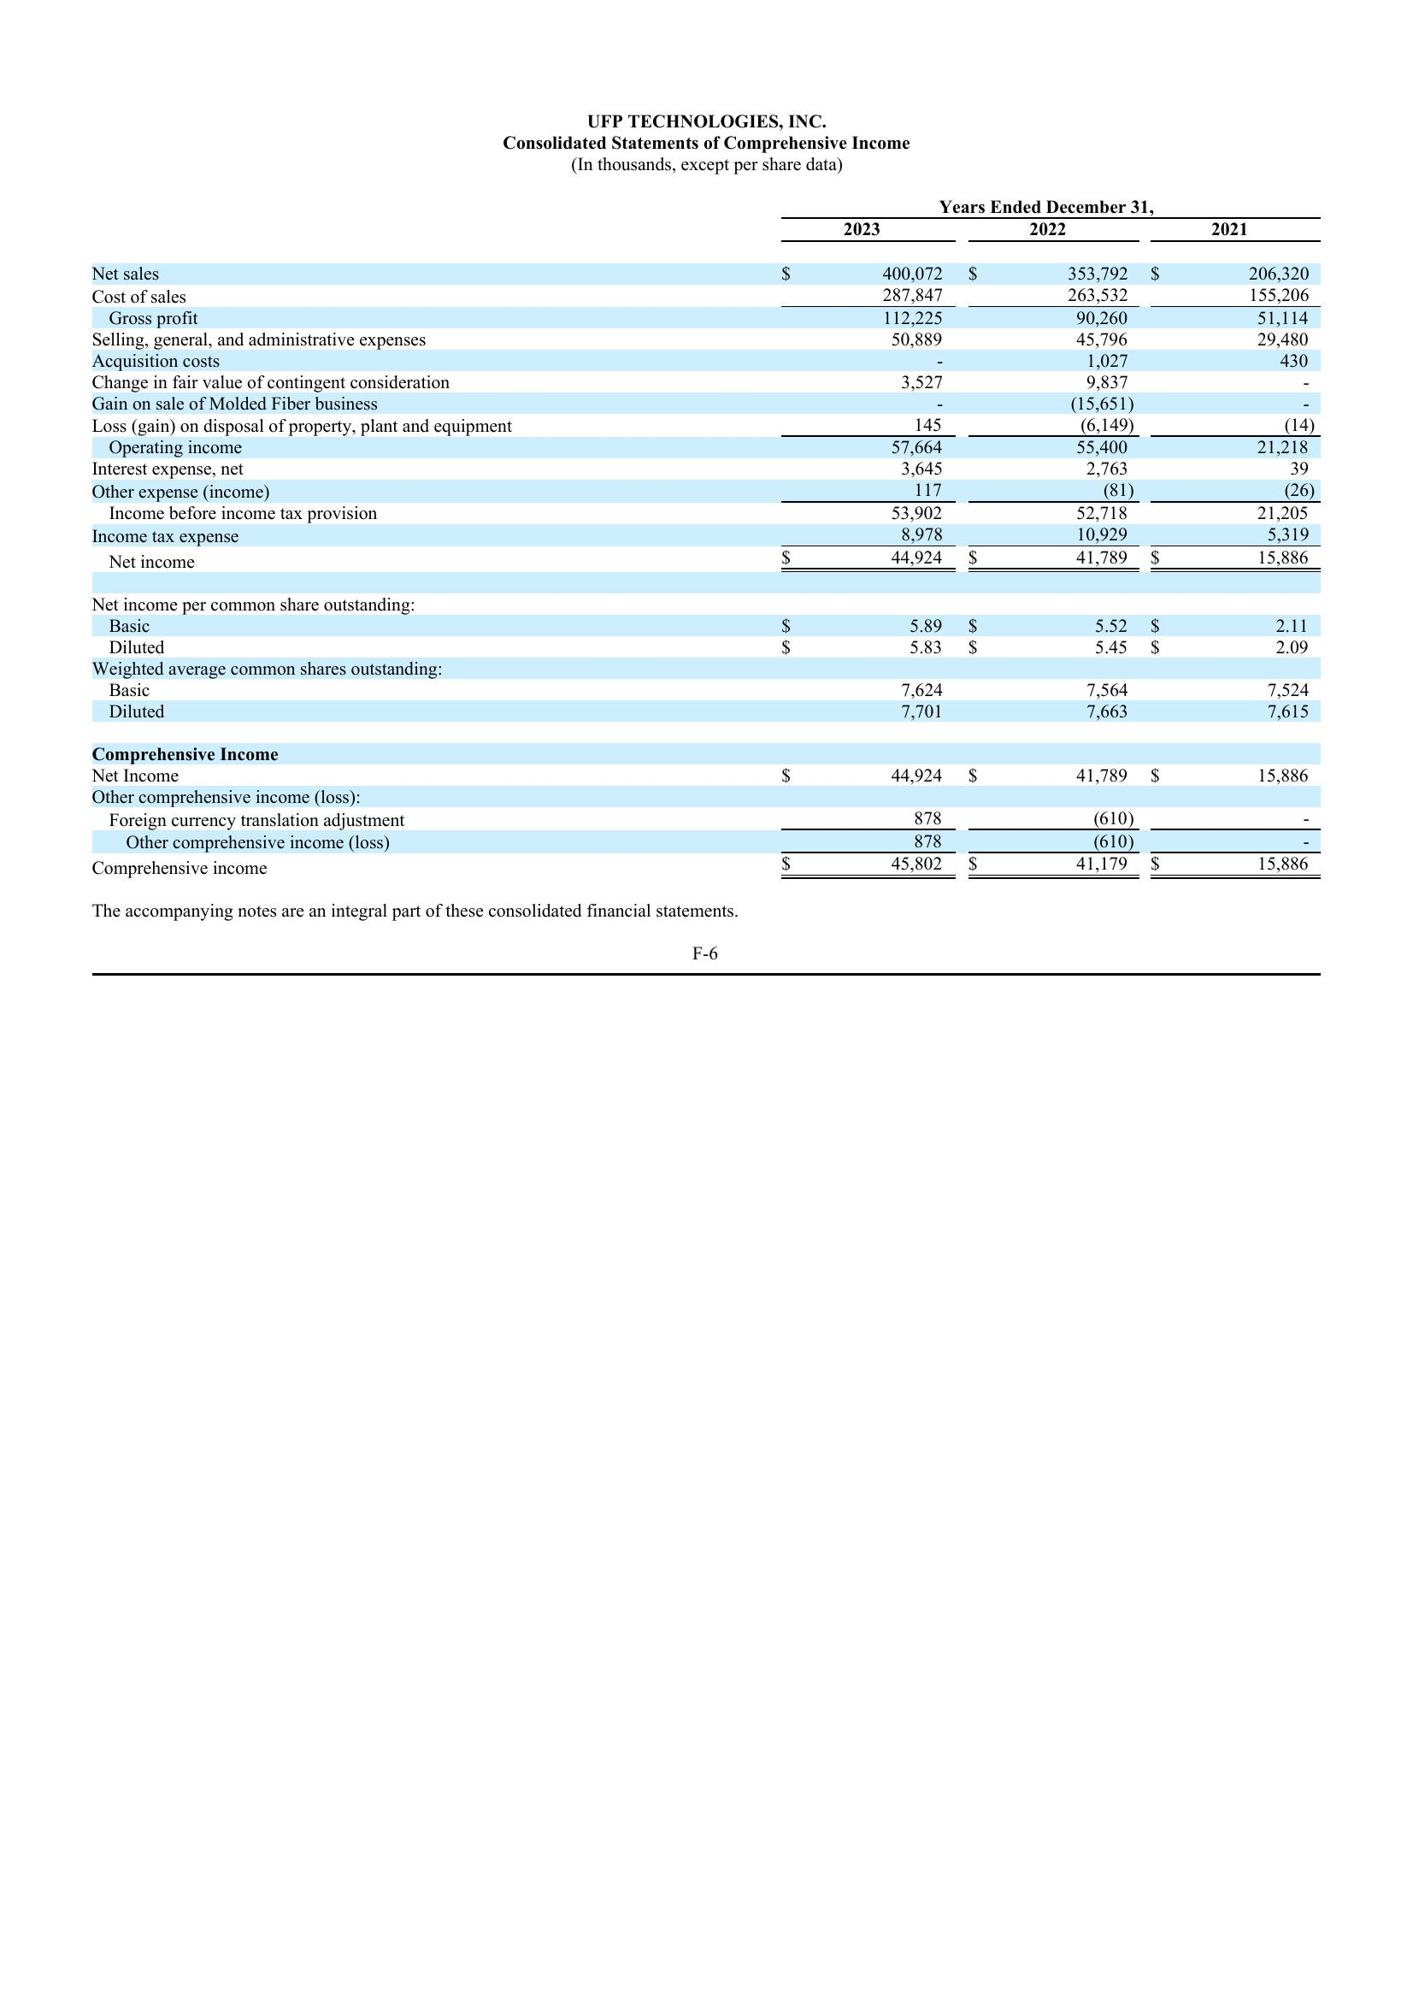 UFP TECHNOLOGIES, INC.
Consolidated Statements of Comprehensive Income
(In thousands, except per share data)
Years Ended December 31,
2023 2022 2021
Net sales $ 400,072 $ 353,792 $ 206,320
Cost of sales 287,847 263,532 155,206
Gross profit 112,225 90,260 51,114
Selling, general, and administrative expenses 50,889 45,796 29,480
Acquisition costs - 1,027 430
Change in fair value of contingent consideration 3,527 9,837 -
Gain on sale of Molded Fiber business - (15,651) -
Loss (gain) on disposal of property, plant and equipment 145 (6,149) (14)
Operating income 57,664 55,400 21,218
Interest expense, net 3,645 2,763 39
Other expense (income) 117 (81) (26)
Income before income tax provision 53,902 52,718 21,205
Income tax expense 8,978 10,929 5,319
Net income $ 44,924 $ 41,789 $ 15,886
Net income per common share outstanding:
Basic $ 5.89 $ 5.52 $ 2.11
Diluted $ 5.83 $ 5.45 $ 2.09
Weighted average common shares outstanding:
Basic 7,624 7,564 7,524
Diluted 7,701 7,663 7,615
Comprehensive Income
Net Income $ 44,924 $ 41,789 $ 15,886
Other comprehensive income (loss):
Foreign currency translation adjustment 878 (610) -
Other comprehensive income (loss) 878 (610) -
Comprehensive income $ 45,802 $ 41,179 $ 15,886
The accompanying notes are an integral part of these consolidated financial statements.
F-6